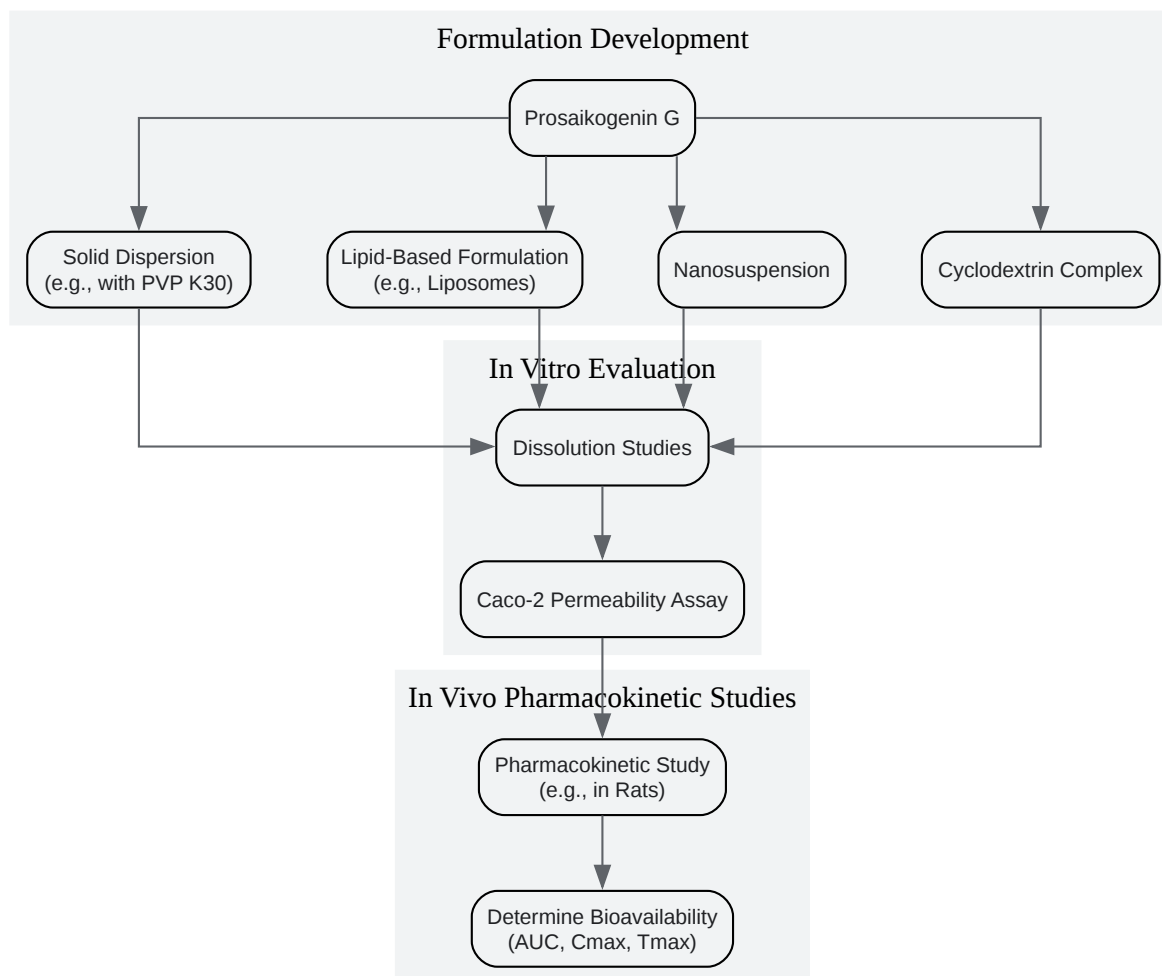 Formulation Development
Prosaikogenin G
Solid Dispersion
(e.g., with PVP K30)
Lipid-Based Formulation
(e.g., Liposomes)
Nanosuspension
Cyclodextrin Complex
In Vitro Evaluation
Dissolution Studies
Caco-2 Permeability Assay
In Vivo Pharmacokinetic Studies
Pharmacokinetic Study
(e.g., in Rats)
Determine Bioavailability
(AUC, Cmax, Tmax)